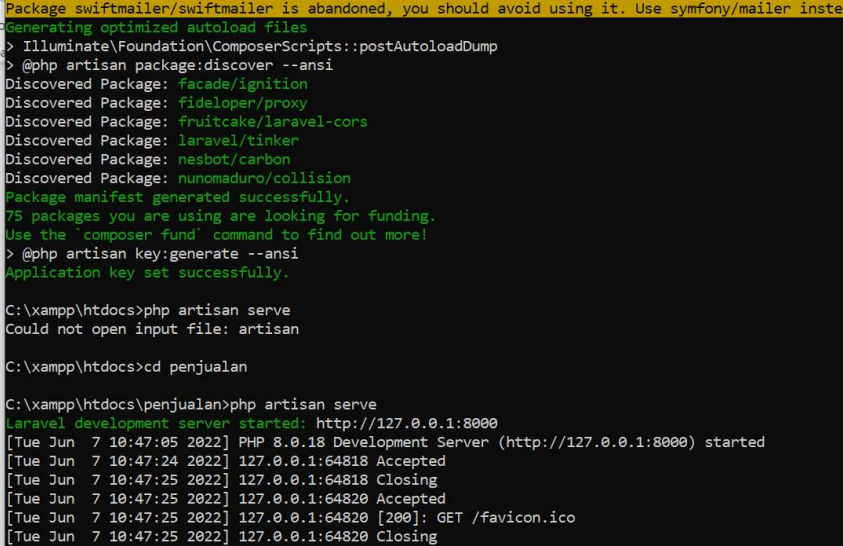 Package swiftmailer/swiftmailer is abandoned, you should avoid using it. Use symfony/mailer inste
Generating optimized autoload files
> Illuminate\Foundation\ComposerScripts::postAutoloadDump
> @php artisan package:discover --ansi
Discovered Package: facade/ignition
Discovered Package: fideloper/proxy
Discovered Package: fruitcake/laravel-cors
Discovered Package: laravel/tinker
Discovered Package: nesbot/carbon
Discovered Package: nunomaduro/collision
Package manifest generated successfully.
75 packages you are using are looking for funding.
Use the `composer fund` command to find out more!
> @php artisan key:generate --ansi
Application key set successfully.
C:\xampp\htdocs>php artisan serve
Could not open input file: artisan
C:\xampp\htdocs>cd penjualan
C:\xampp\htdocs\penjualan>php artisan serve
Laravel development server started: http://127.0.0.1:8000
[Tue Jun  7 10:47:05 2022] PHP 8.0.18 Development Server (http://127.0.0.1:8000) started
[Tue Jun  7 10:47:24 2022] 127.0.0.1:64818 Accepted
[Tue Jun  7 10:47:25 2022] 127.0.0.1:64818 Closing
[Tue Jun  7 10:47:25 2022] 127.0.0.1:64820 Accepted
[Tue Jun  7 10:47:25 2022] 127.0.0.1:64820 [200]: GET /favicon.ico
[Tue Jun  7 10:47:25 2022] 127.0.0.1:64820 Closing